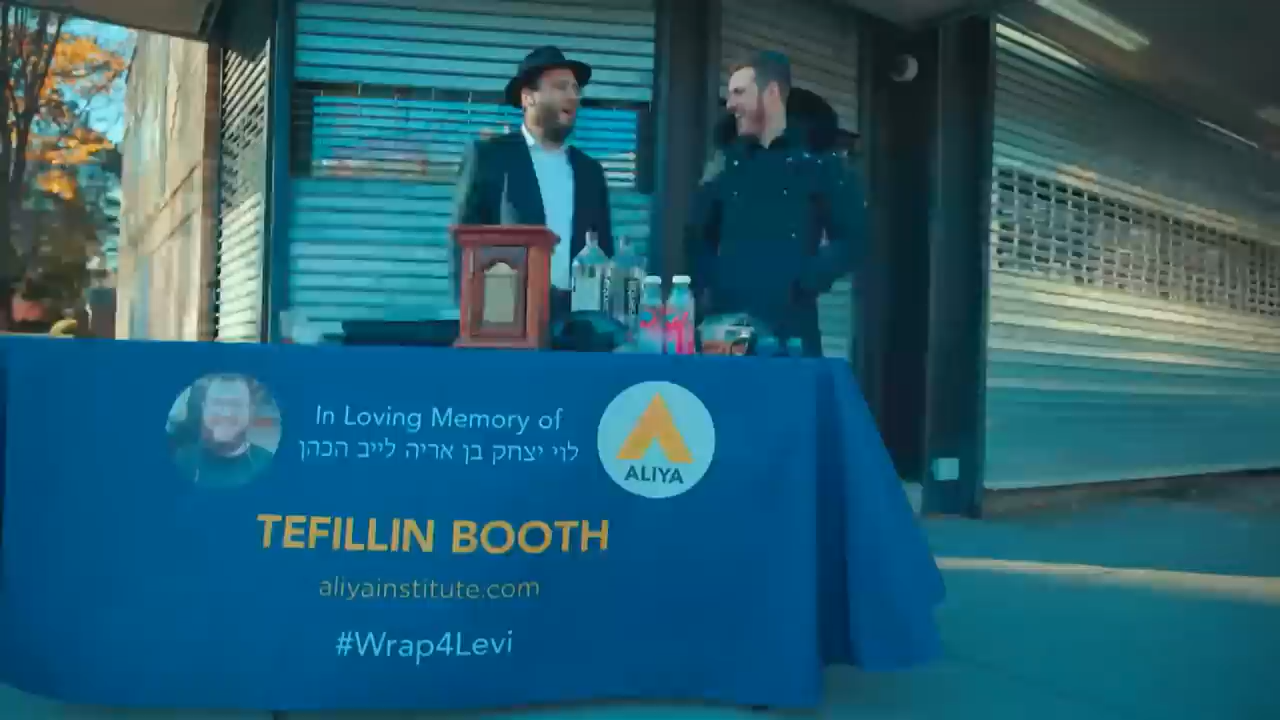 In Loving Memory of
לוי יצחק בן אריה לייב הכהן
ALIYA
TEFILLIN BOOTH
aliyainstitute.com
#Wrap4Levi